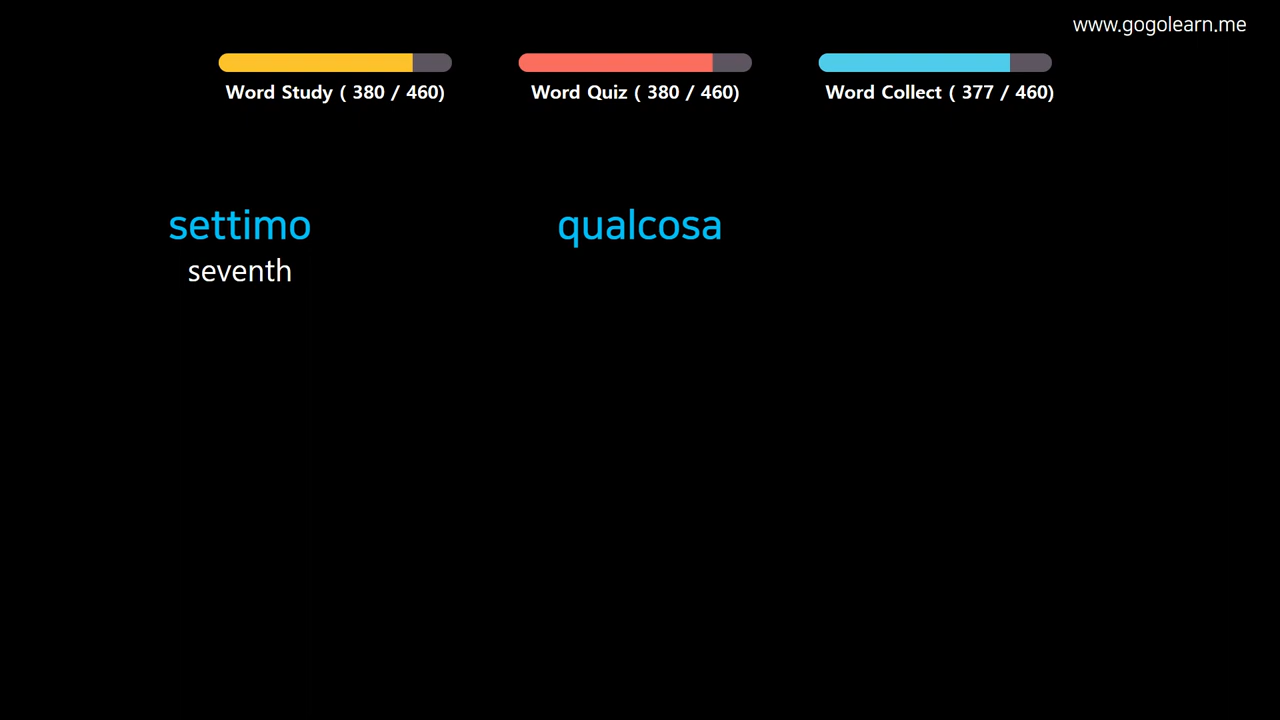 www.gogolearn.me
Word Study ( 380 / 460)
Word Quiz ( 380 / 460)
Word Collect ( 377 / 460)
settimo
seventh
qualcosa